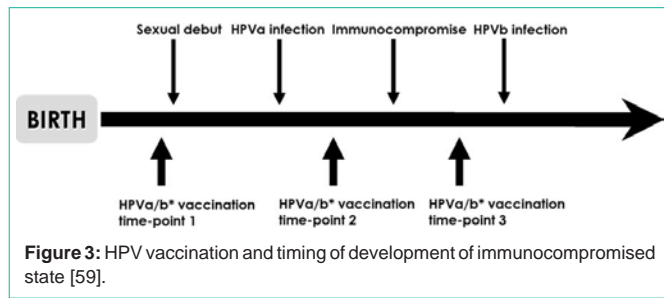 Sexual debut HPVa infection Immunocompromise HPVb infection
BIRTH
HPVa/b* vaccination HPVa/b* vaccination HPVa/b* vaccination
time-point 1 time-point 2 time-point 3
Figure 3: HPV vaccination and timing of development of immunocompromised
state [59].